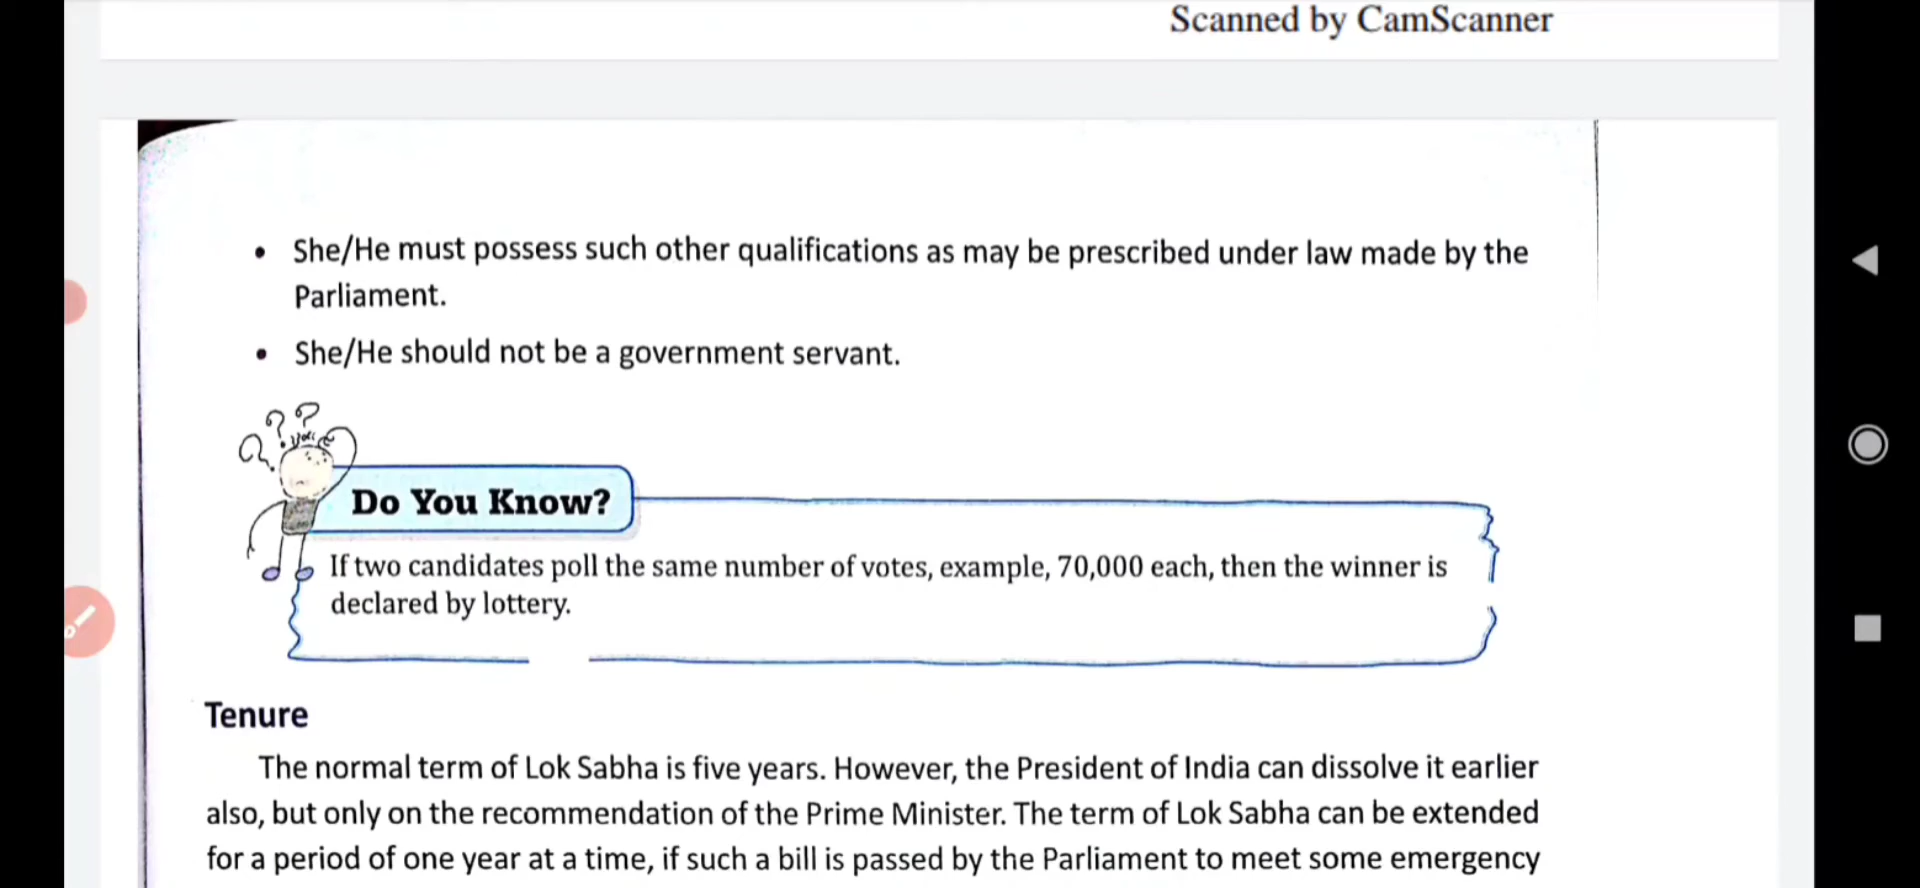 Scanned by CamScanner
• She/He must possess such other qualifications as may be prescribed under law made by the
Parliament.
• She/He should not be a government servant.
Do You Know?
If two candidates poll the same number of votes, example, 70,000 each, then the winner is
declared by lottery.
Tenure
The normal term of Lok Sabha is five years. However, the President of India can dissolve it earlier
also, but only on the recommendation of the Prime Minister. The term of Lok Sabha can be extended
for a period of one year at a time, if such a bill is passed by the Parliament to meet some emergency